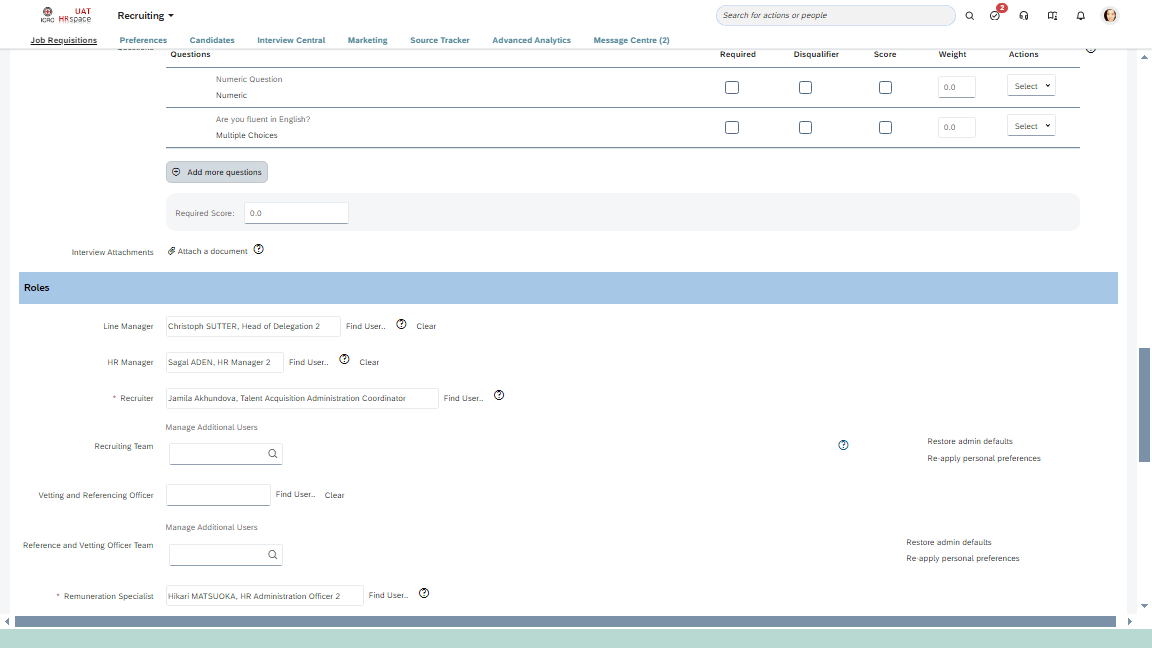 ICRC
UAT
HRspace
Recruiting
Search for actions or people
2
Job Requisitions
Preferences
Candidates
Interview Central
Marketing
Source Tracker
Advanced Analytics
Message Centre (2)
Questions
Required
Disqualifier
Score
Weight
Actions
Numeric Question
Numeric
0.0
Select
Are you fluent in English?
Multiple Choices
0.0
Select
Add more questions
Required Score:
0.0
Interview Attachments
Attach a document
Roles
Line Manager
Christoph SUTTER, Head of Delegation 2
Find User..
Clear
HR Manager
Sagal ADEN, HR Manager 2
Find User..
Clear
* Recruiter
Jamila Akhundova, Talent Acquisition Administration Coordinator
Find User..
Manage Additional Users
Recruiting Team
Restore admin defaults
Re-apply personal preferences
Vetting and Referencing Officer
Find User..
Clear
Manage Additional Users
Reference and Vetting Officer Team
Restore admin defaults
Re-apply personal preferences
* Remuneration Specialist
Hikari MATSUOKA, HR Administration Officer 2
Find User..